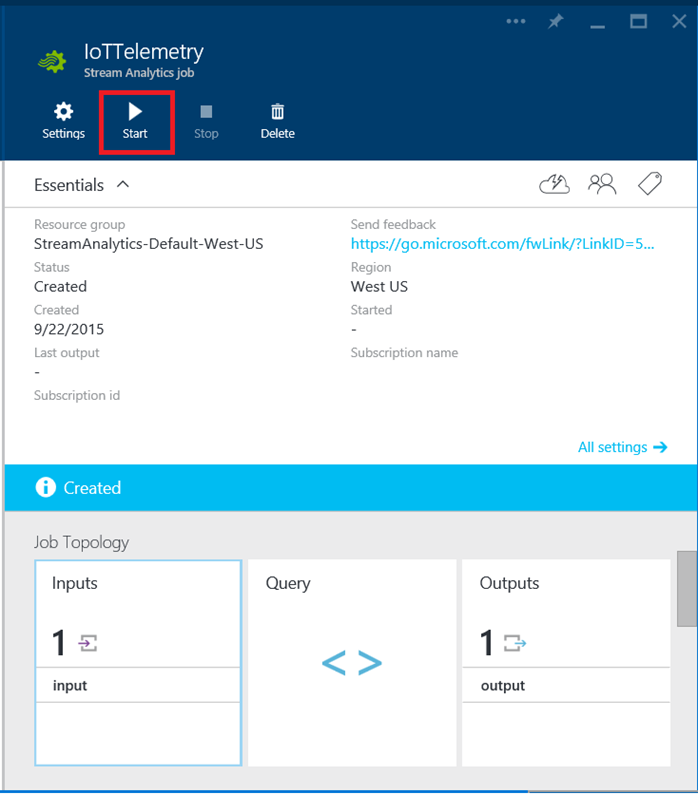 IoTTelemetry
Stream Analytics job
Settings
Start
Stop
Delete
Essentials
Resource group
StreamAnalytics-Default-West-US
Send feedback
https://go.microsoft.com/fwLink/?LinkID=5...
Status
Created
Region
West US
Created
9/22/2015
Started
-
Last output
-
Subscription name
Subscription id
All settings
Created
Job Topology
Inputs
1
input
Query
< >
Outputs
1
output